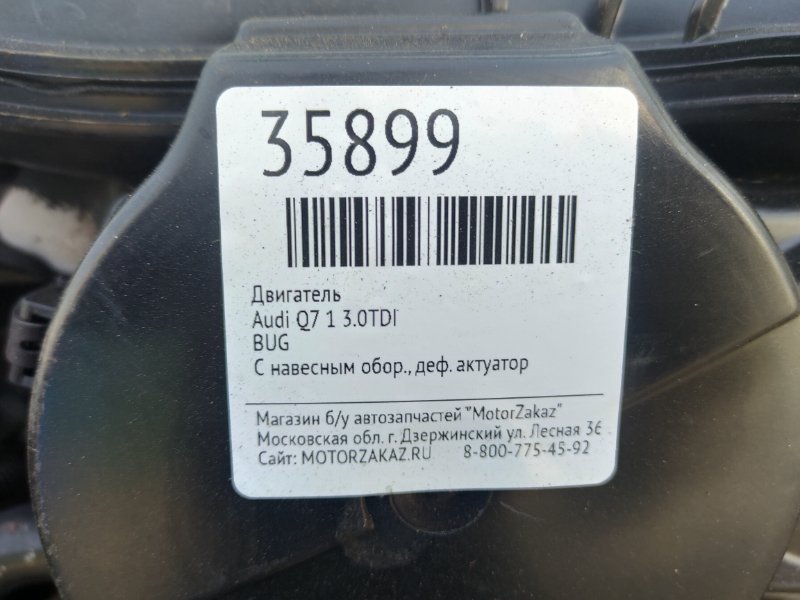 35899
Двигатель
Audi Q7 1 3.0TDI
BUG
С навесным обор., деф. актуатор
Магазин б/у автозапчастей "MotorZakaz"
Московская обл. г. Дзержинский ул. Лесная 36
Сайт: MOTORZAKAZ.RU 8-800-775-45-92